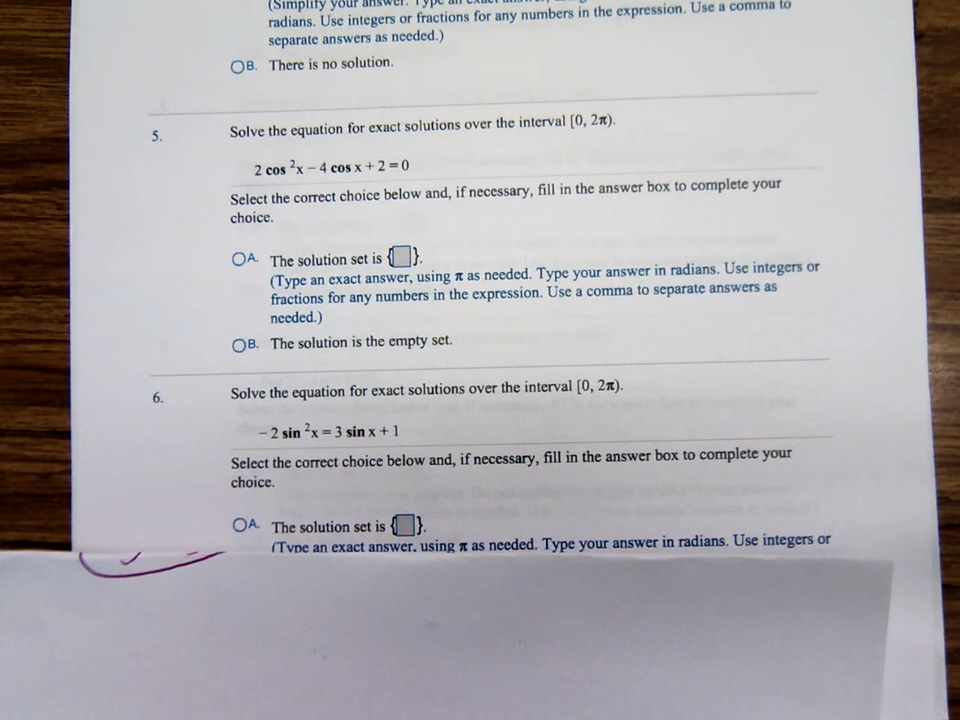 (Simplify your answer.
radians. Use integers or fractions for any numbers in the expression. Use a comma to
separate answers as needed.)
B. There is no solution.
5. Solve the equation for exact solutions over the interval [0, 2π).
2 cos ²x − 4 cos x + 2 = 0
Select the correct choice below and, if necessary, fill in the answer box to complete your
choice.
A. The solution set is { }.
(Type an exact answer, using π as needed. Type your answer in radians. Use integers or
fractions for any numbers in the expression. Use a comma to separate answers as
needed.)
B. The solution is the empty set.
6. Solve the equation for exact solutions over the interval [0, 2π).
− 2 sin ²x = 3 sin x + 1
Select the correct choice below and, if necessary, fill in the answer box to complete your
choice.
A. The solution set is { }.
(Type an exact answer, using π as needed. Type your answer in radians. Use integers or